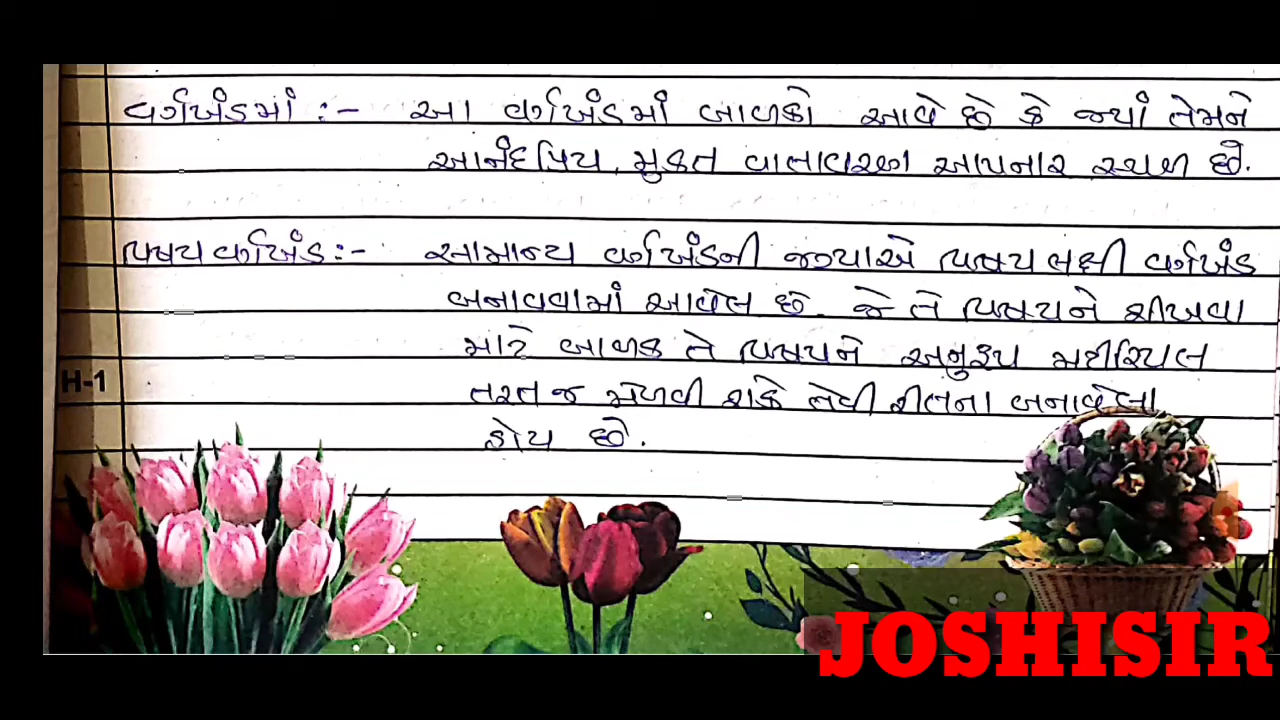 વર્ગખંડમાં :- આ વર્ગખંડમાં બાળકો આવે છે કે જ્યાં તેમને
આનંદપ્રિય, મુક્ત વાતાવરણ આપનાર સ્થળ છે.
વિષય વર્ગખંડ :- સામાન્ય વર્ગખંડની જગ્યાએ વિષય લક્ષી વર્ગખંડ
બનાવવામાં આવેલ છે. જે તે વિષયને શીખવા
માટે બાળક તે વિષયને અનુરૂપ મટીરિયલ
H-1
તરત જ મેળવી શકે તેવી રીતના બનાવેલા
હોય છે.
JOSHISIR